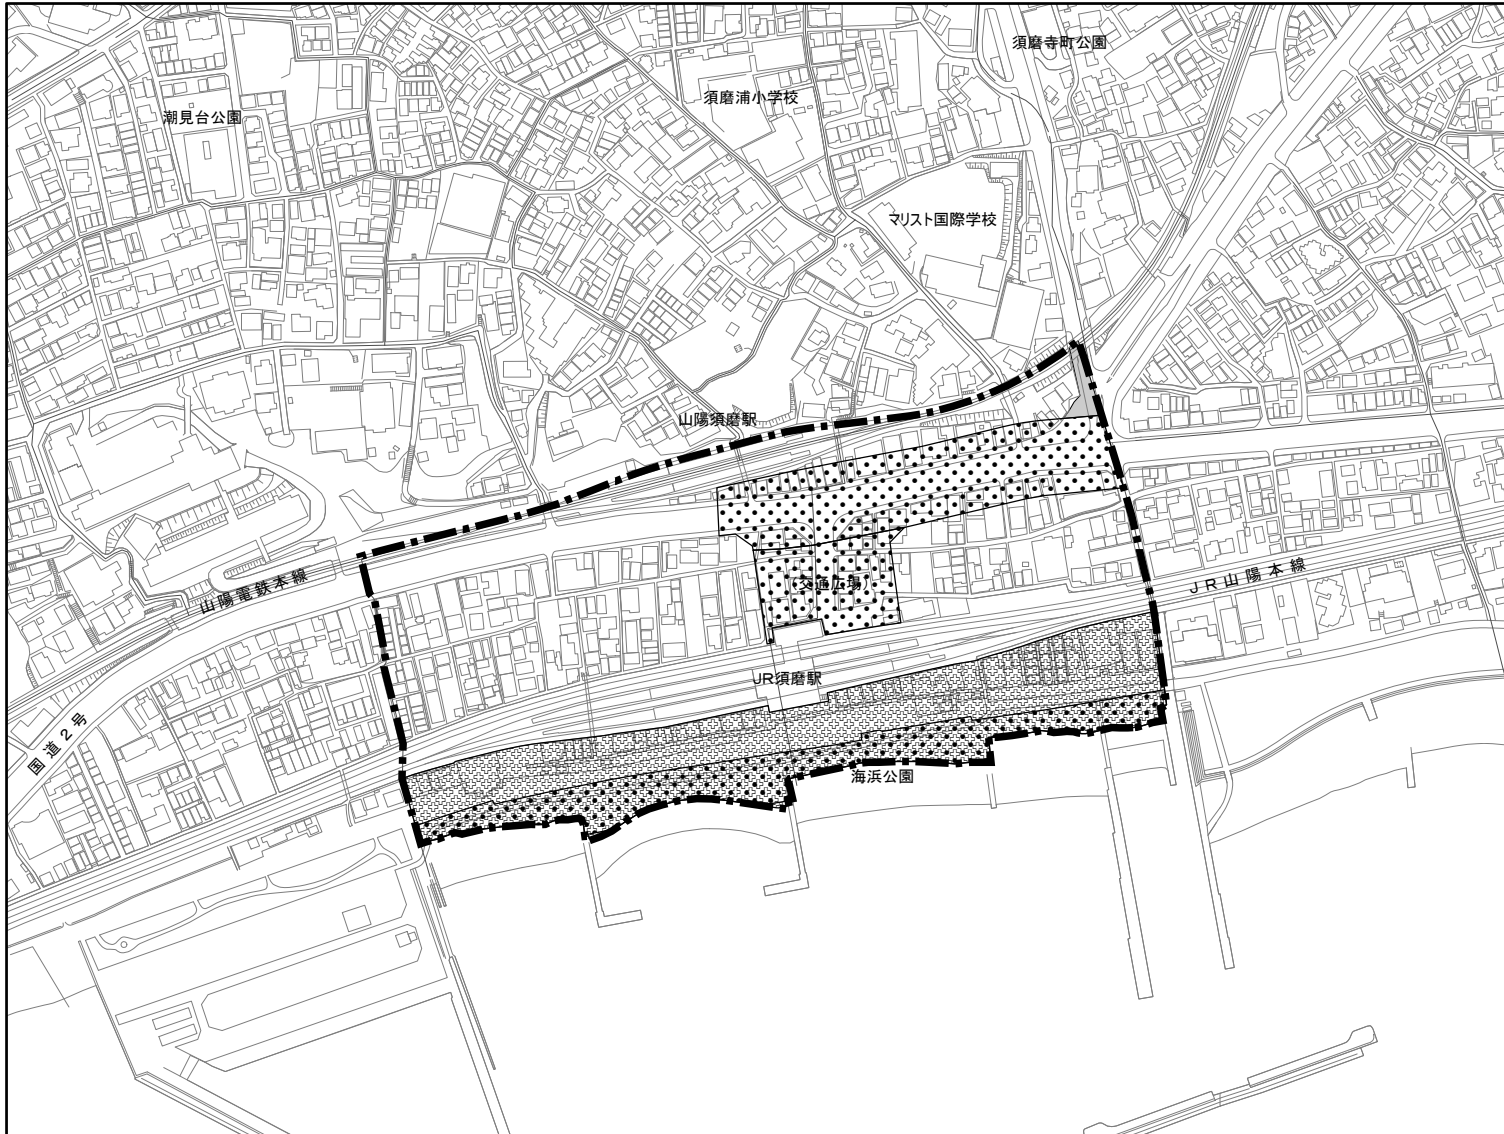 須磨寺町公園
須磨浦小学校
潮見台公園
マリスト国際学校
山陽須磨駅
山陽電鉄本線
交通広場
JR山陽本線
JR須磨駅
国道2号
海浜公園